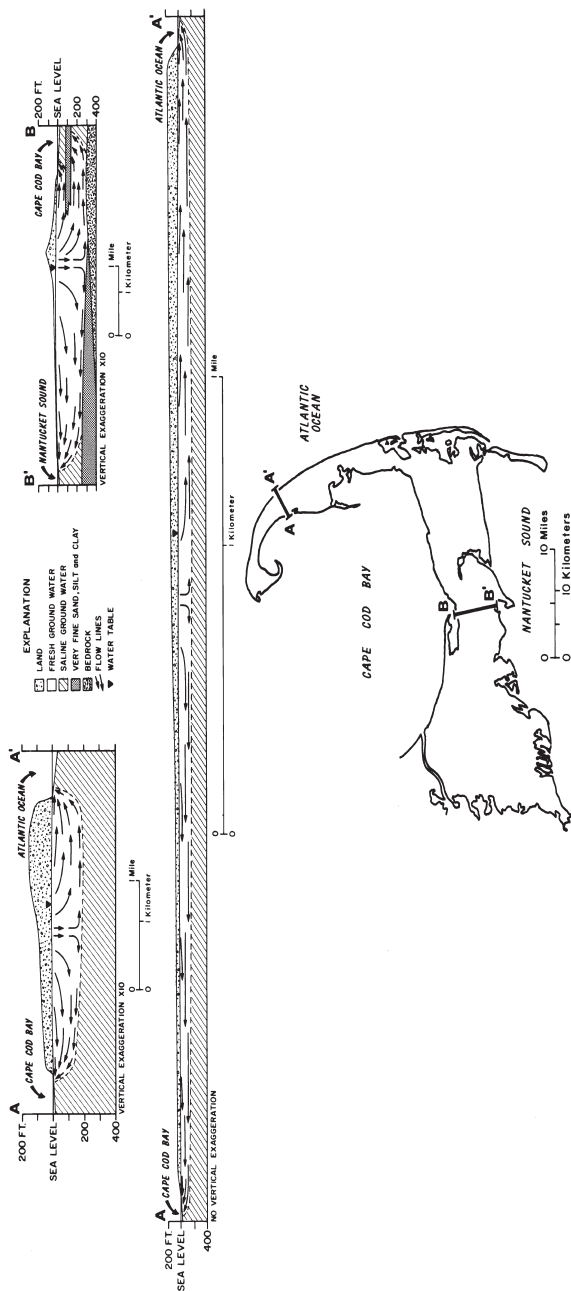 A
A'
CAPE COD BAY
ATLANTIC OCEAN
200 FT.
SEA LEVEL
200
400
VERTICAL EXAGGERATION X10
0
1 Mile
0
1 Kilometer
EXPLANATION
LAND
FRESH GROUND WATER
SALINE GROUND WATER
VERY FINE SAND, SILT and CLAY
BEDROCK
FLOW LINES
WATER TABLE
B'
B
NANTUCKET SOUND
CAPE COD BAY
200 FT.
SEA LEVEL
200
400
VERTICAL EXAGGERATION X10
0
1 Mile
0
1 Kilometer
A
A'
CAPE COD BAY
ATLANTIC OCEAN
200 FT.
SEA LEVEL
400
NO VERTICAL EXAGGERATION
0
1 Mile
0
1 Kilometer
ATLANTIC
OCEAN
A
A'
CAPE COD BAY
B
B'
NANTUCKET SOUND
0
10 Miles
0
10 Kilometers